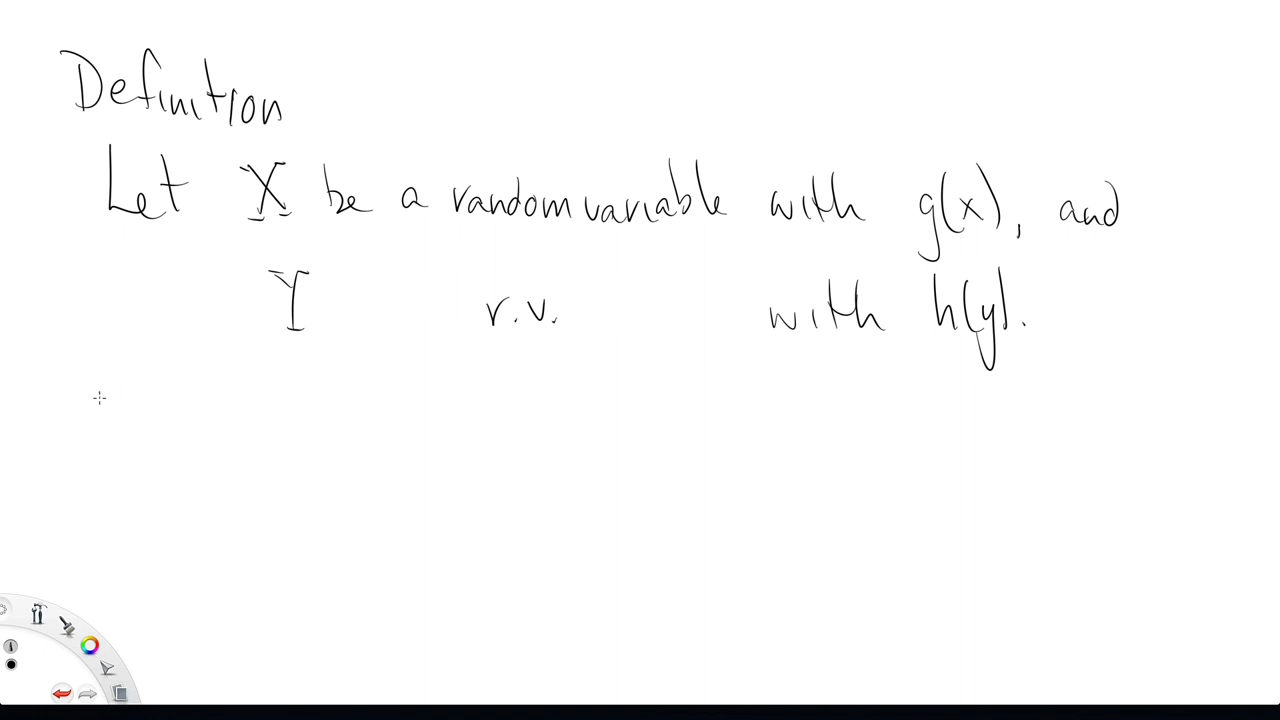 Definition
Let X be a random variable with g(x), and
Y r.v. with h(y).